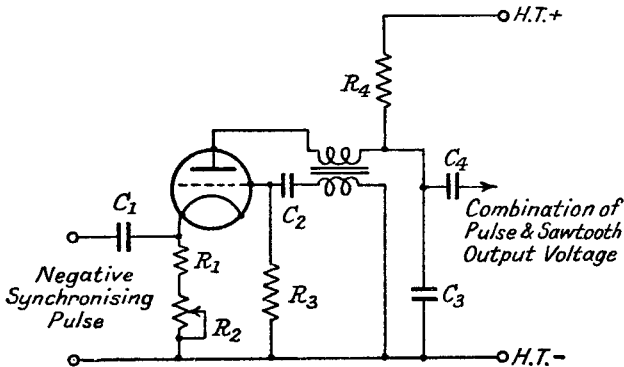 H.T.+
R4
C4
C1
C2
Combination of
Pulse & Sawtooth
Output Voltage
R1
Negative
Synchronising
Pulse
R3
C3
R2
H.T.-